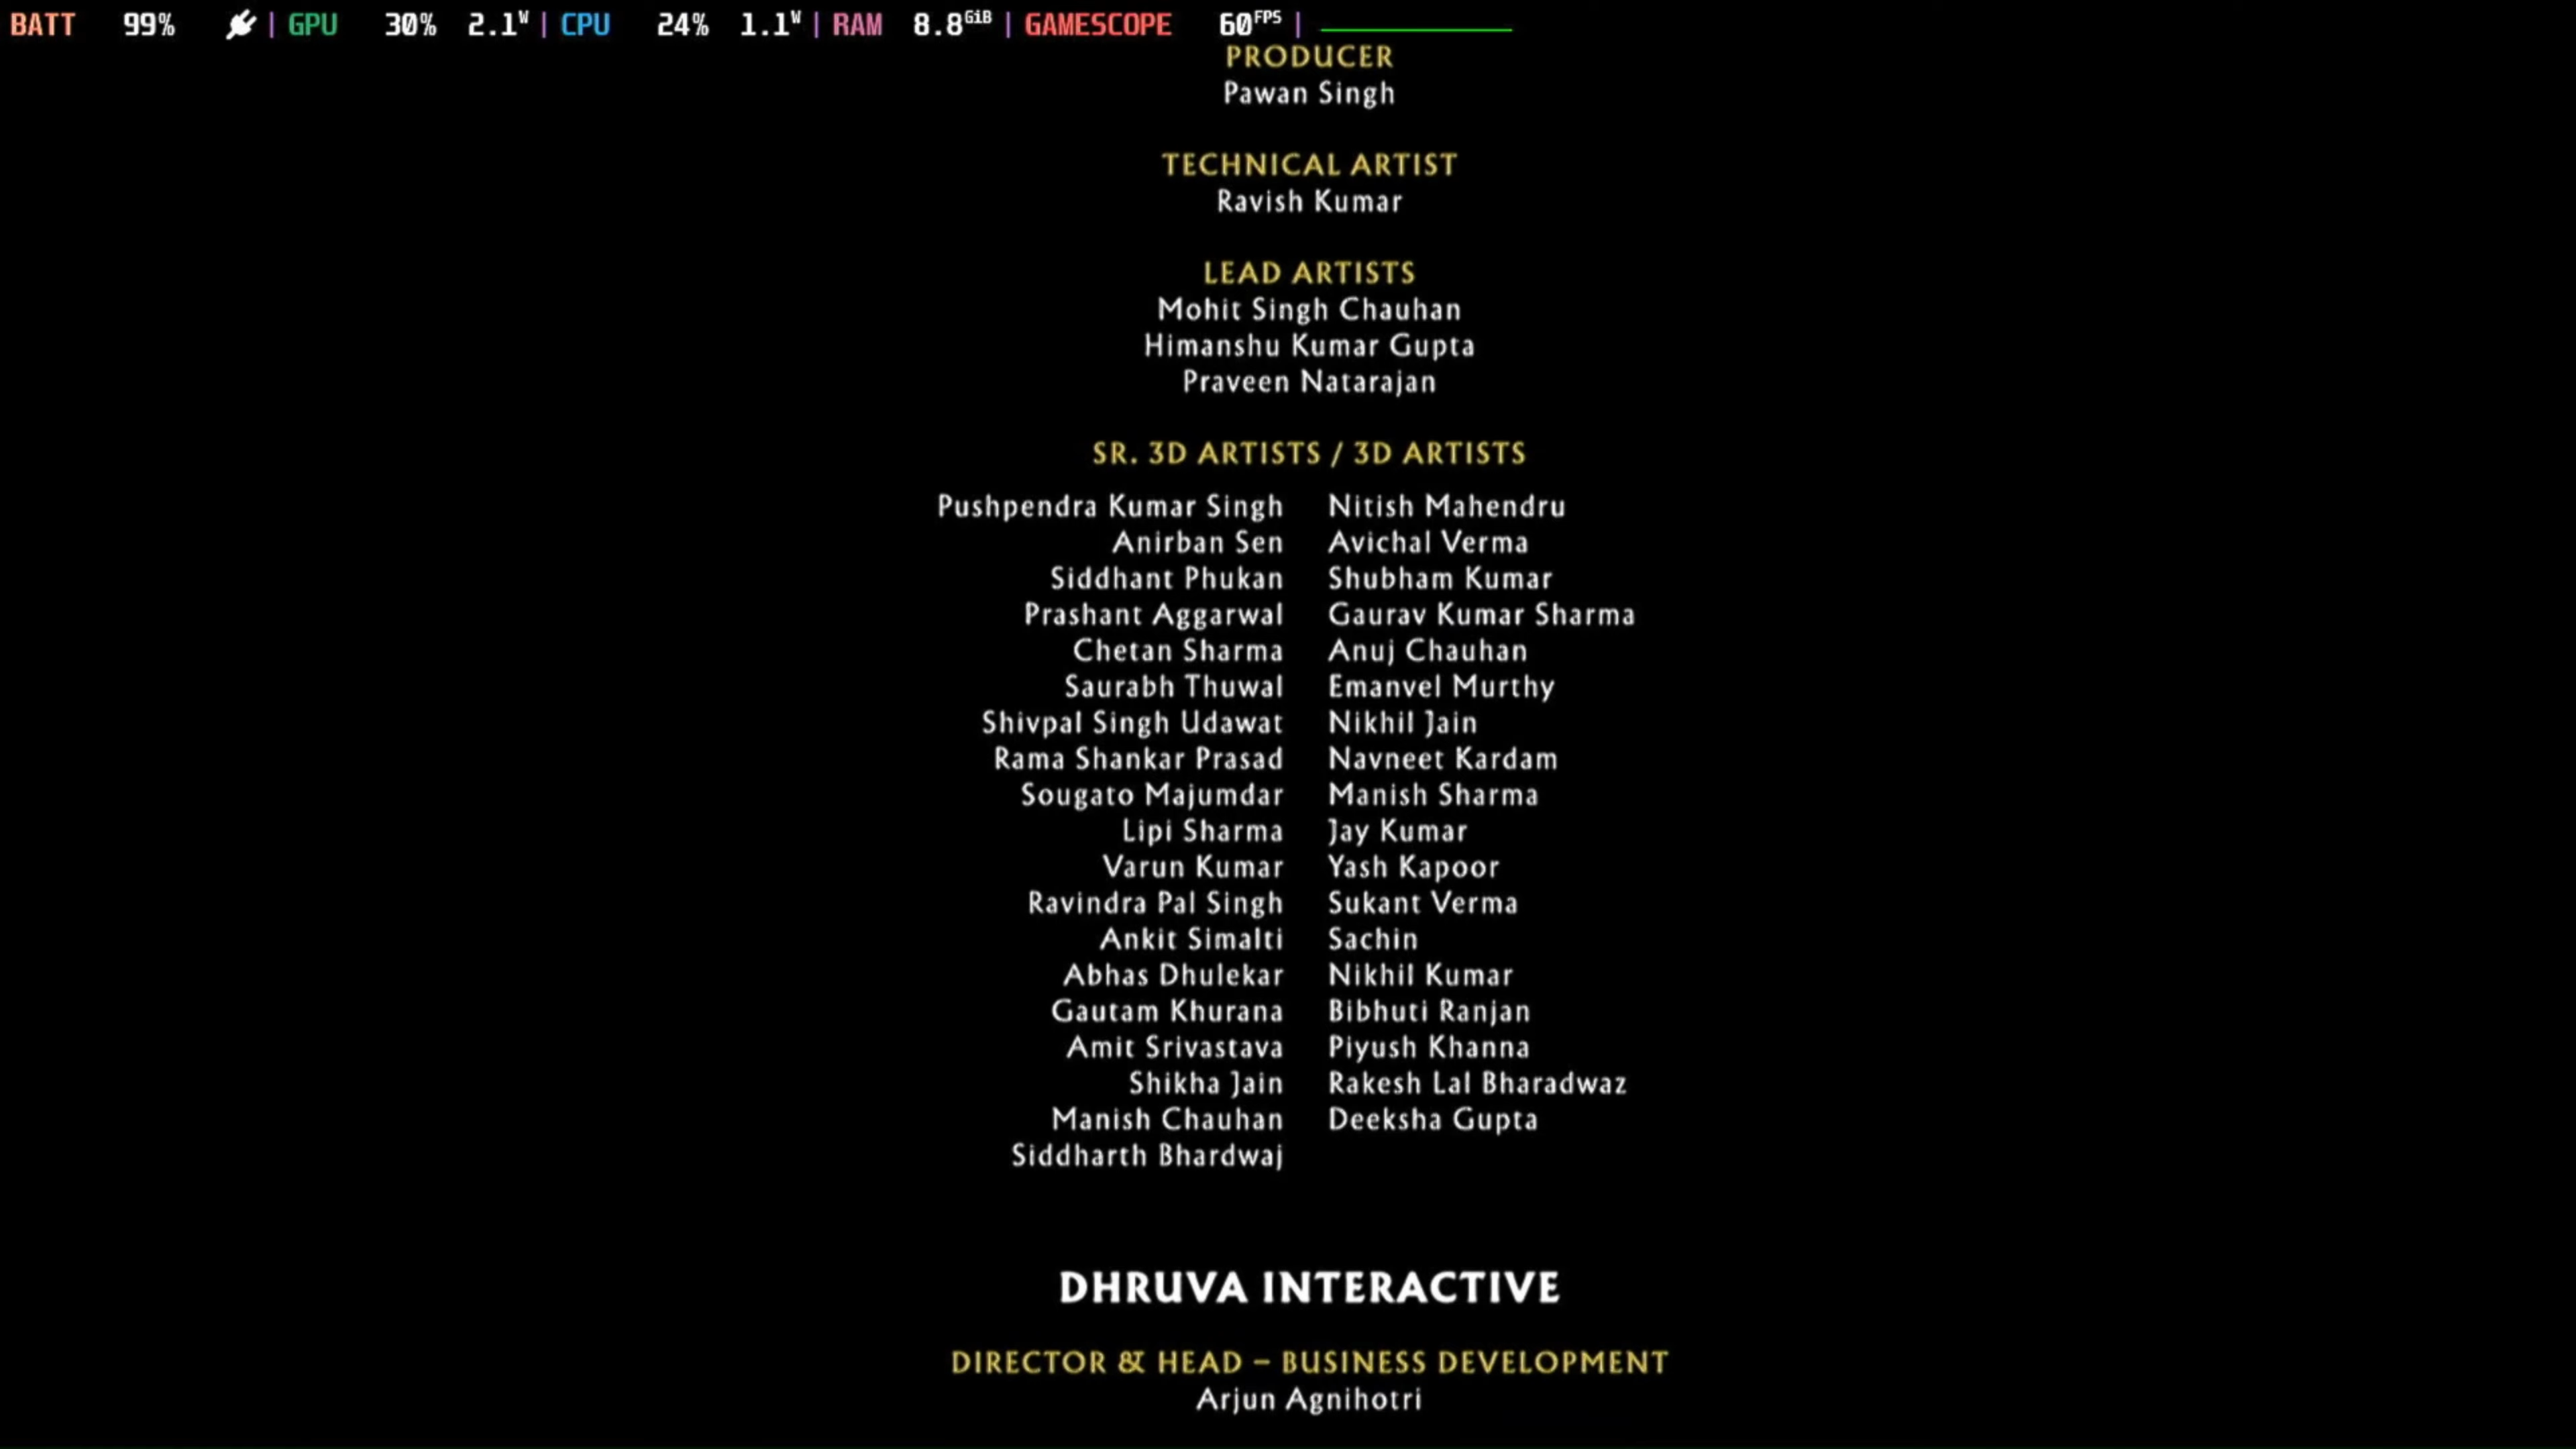 BATT 99% | GPU 30% 2.1W | CPU 24% 1.1W | RAM 8.8GiB | GAMESCOPE 60FPS |
PRODUCER
Pawan Singh
TECHNICAL ARTIST
Ravish Kumar
LEAD ARTISTS
Mohit Singh Chauhan
Himanshu Kumar Gupta
Praveen Natarajan
SR. 3D ARTISTS / 3D ARTISTS
Pushpendra Kumar Singh Nitish Mahendru
Anirban Sen Avichal Verma
Siddhant Phukan Shubham Kumar
Prashant Aggarwal Gaurav Kumar Sharma
Chetan Sharma Anuj Chauhan
Saurabh Thuwal Emanvel Murthy
Shivpal Singh Udawat Nikhil Jain
Rama Shankar Prasad Navneet Kardam
Sougato Majumdar Manish Sharma
Lipi Sharma Jay Kumar
Varun Kumar Yash Kapoor
Ravindra Pal Singh Sukant Verma
Ankit Simalti Sachin
Abhas Dhulekar Nikhil Kumar
Gautam Khurana Bibhuti Ranjan
Amit Srivastava Piyush Khanna
Shikha Jain Rakesh Lal Bharadwaz
Manish Chauhan Deeksha Gupta
Siddharth Bhardwaj
DHRUVA INTERACTIVE
DIRECTOR & HEAD – BUSINESS DEVELOPMENT
Arjun Agnihotri